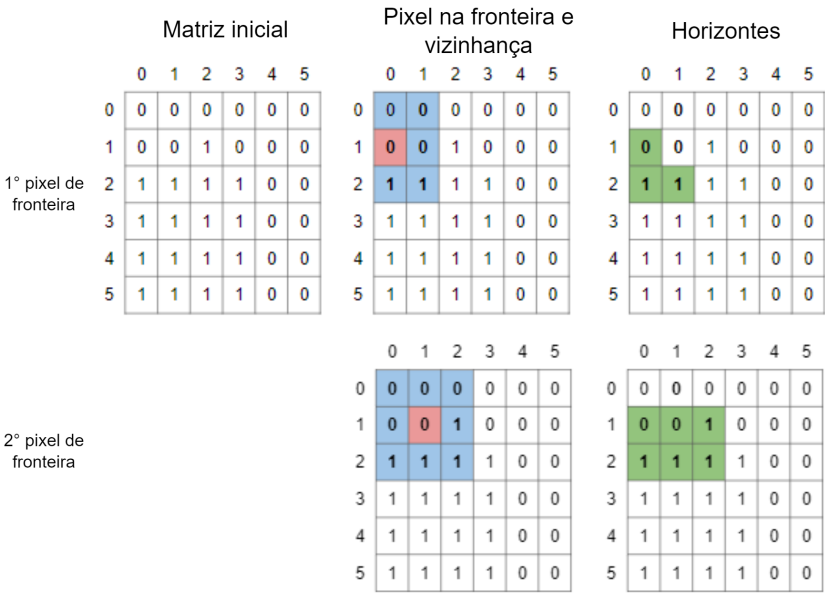 Matriz inicial
Pixel na fronteira e
vizinhança
Horizontes
0 1 2 3 4 5
0 0 0 0 0 0 0
1 0 0 1 0 0 0
2 1 1 1 1 0 0
3 1 1 1 1 0 0
4 1 1 1 1 0 0
5 1 1 1 1 0 0
1° pixel de
fronteira
0 1 2 3 4 5
0 0 0 0 0 0 0
1 0 0 1 0 0 0
2 1 1 1 1 0 0
3 1 1 1 1 0 0
4 1 1 1 1 0 0
5 1 1 1 1 0 0
0 1 2 3 4 5
0 0 0 0 0 0 0
1 0 0 1 0 0 0
2 1 1 1 1 0 0
3 1 1 1 1 0 0
4 1 1 1 1 0 0
5 1 1 1 1 0 0
2° pixel de
fronteira
0 1 2 3 4 5
0 0 0 0 0 0 0
1 0 0 1 0 0 0
2 1 1 1 1 0 0
3 1 1 1 1 0 0
4 1 1 1 1 0 0
5 1 1 1 1 0 0
0 1 2 3 4 5
0 0 0 0 0 0 0
1 0 0 1 0 0 0
2 1 1 1 1 0 0
3 1 1 1 1 0 0
4 1 1 1 1 0 0
5 1 1 1 1 0 0